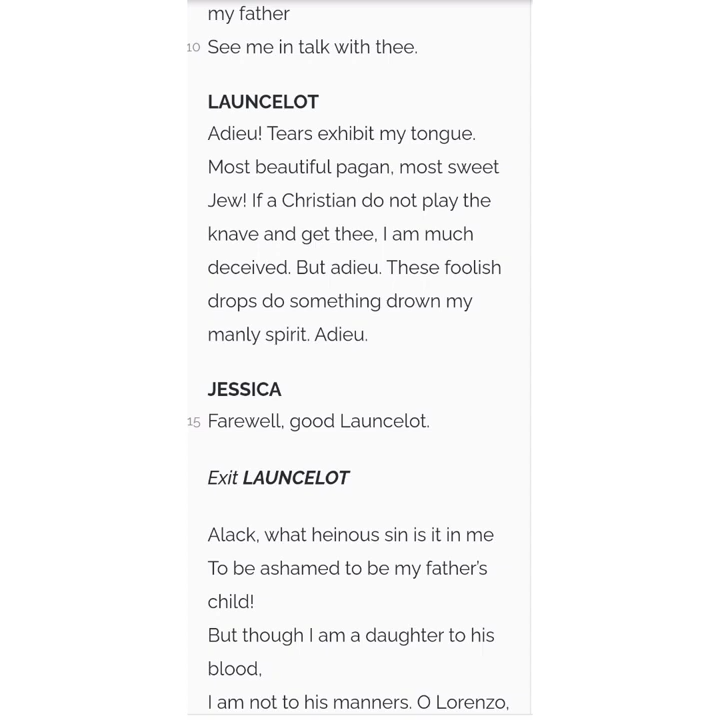 my father
10 See me in talk with thee.
LAUNCELOT
Adieu! Tears exhibit my tongue.
Most beautiful pagan, most sweet
Jew! If a Christian do not play the
knave and get thee, I am much
deceived. But adieu. These foolish
drops do something drown my
manly spirit. Adieu.
JESSICA
15 Farewell, good Launcelot.
Exit LAUNCELOT
Alack, what heinous sin is it in me
To be ashamed to be my father’s
child!
But though I am a daughter to his
blood,
I am not to his manners. O Lorenzo,